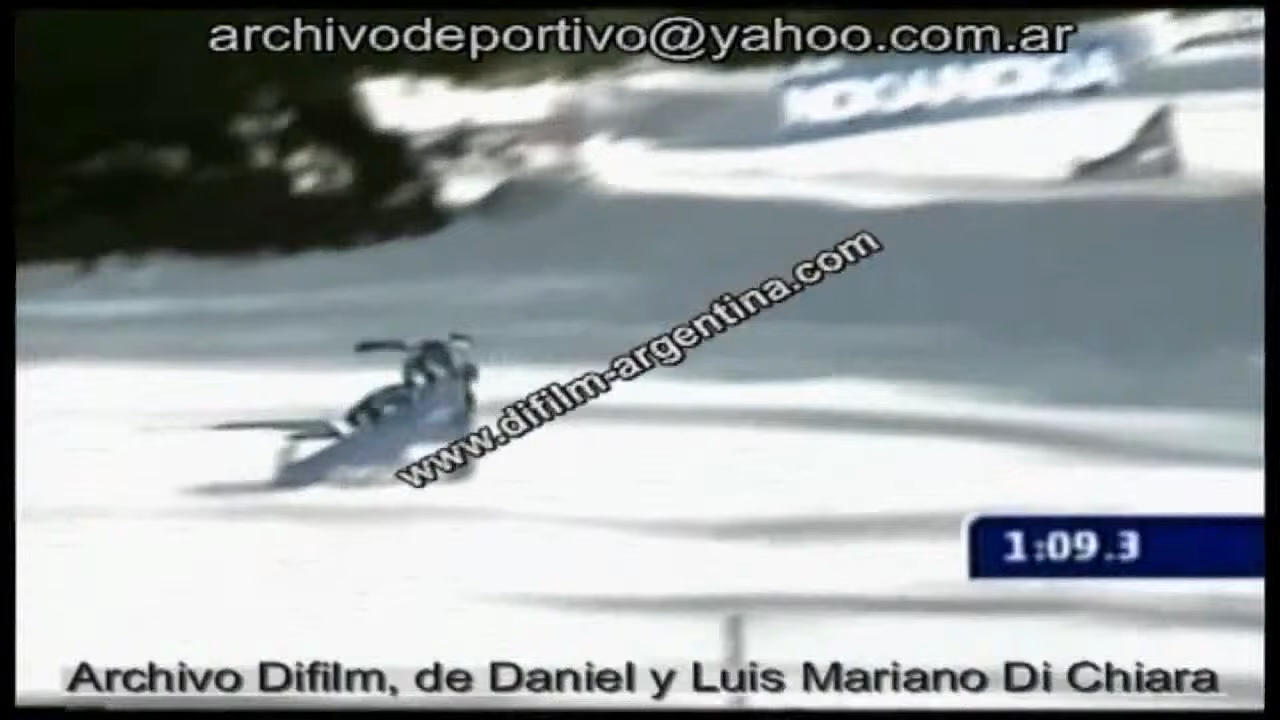 archivodeportivo@yahoo.com.ar
NOKIA
www.difilm-argentina.com
1:09.3
Archivo Difilm, de Daniel y Luis Mariano Di Chiara